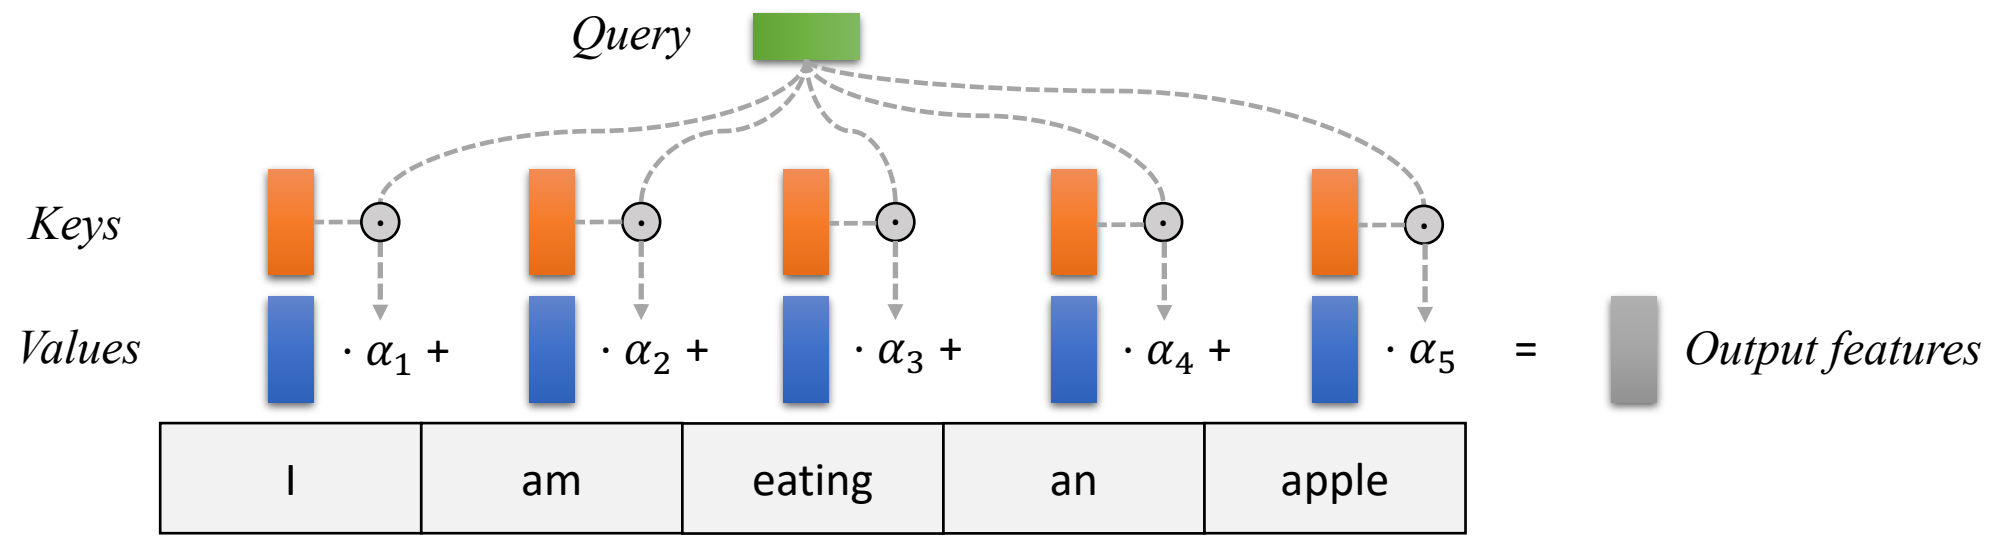 Query
Keys
Values · α₁ + · α₂ + · α₃ + · α₄ + · α₅ = Output features
I am eating an apple